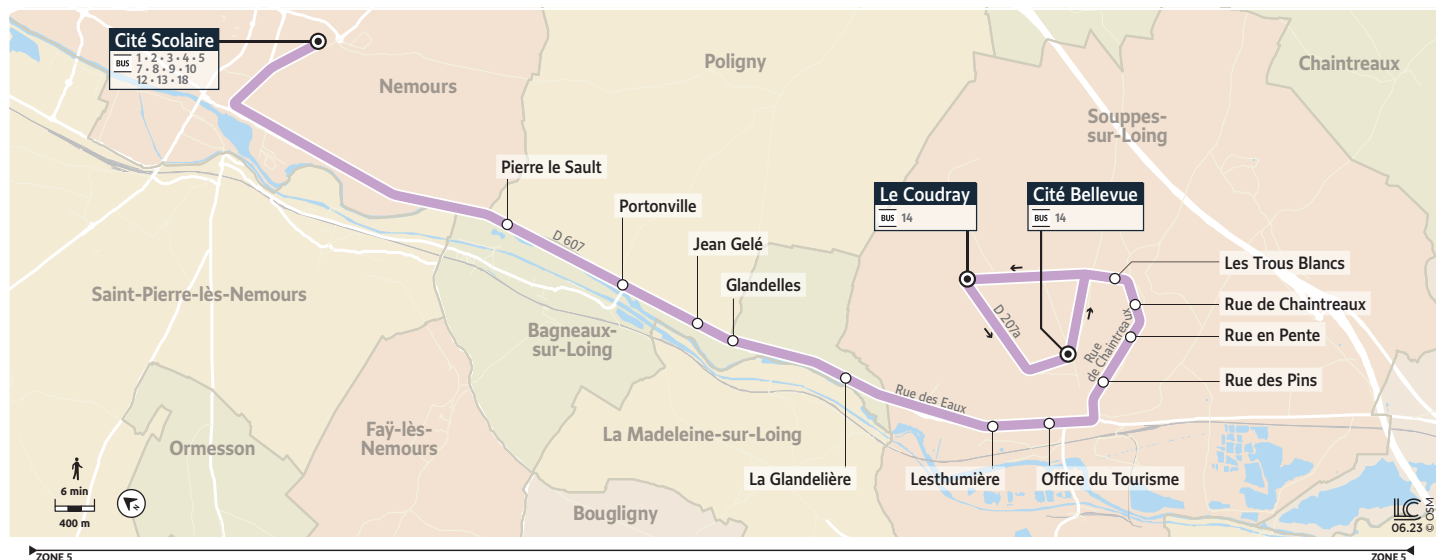 Cité Scolaire
BUS 1 • 2 • 3 • 4 • 5
7 • 8 • 9 • 10
12 • 13 • 18
Nemours
Poligny
Chaintreaux
Souppes-
sur-Loing
Pierre le Sault
Portonville
Jean Gelé
Glandelles
D 607
Le Coudray
BUS 14
Cité Bellevue
BUS 14
Les Trous Blancs
Rue de Chaintreaux
Rue en Pente
Rue des Pins
D 207a
Rue
de Chaintreaux
Saint-Pierre-lès-Nemours
Bagneaux-
sur-Loing
Rue des Eaux
Faÿ-lès-
Nemours
Ormesson
La Madeleine-sur-Loing
La Glandelière
Lesthumière
Office du Tourisme
Bougligny
6 min
400 m
N
LC
06.23 © OSM
ZONE 5
ZONE 5